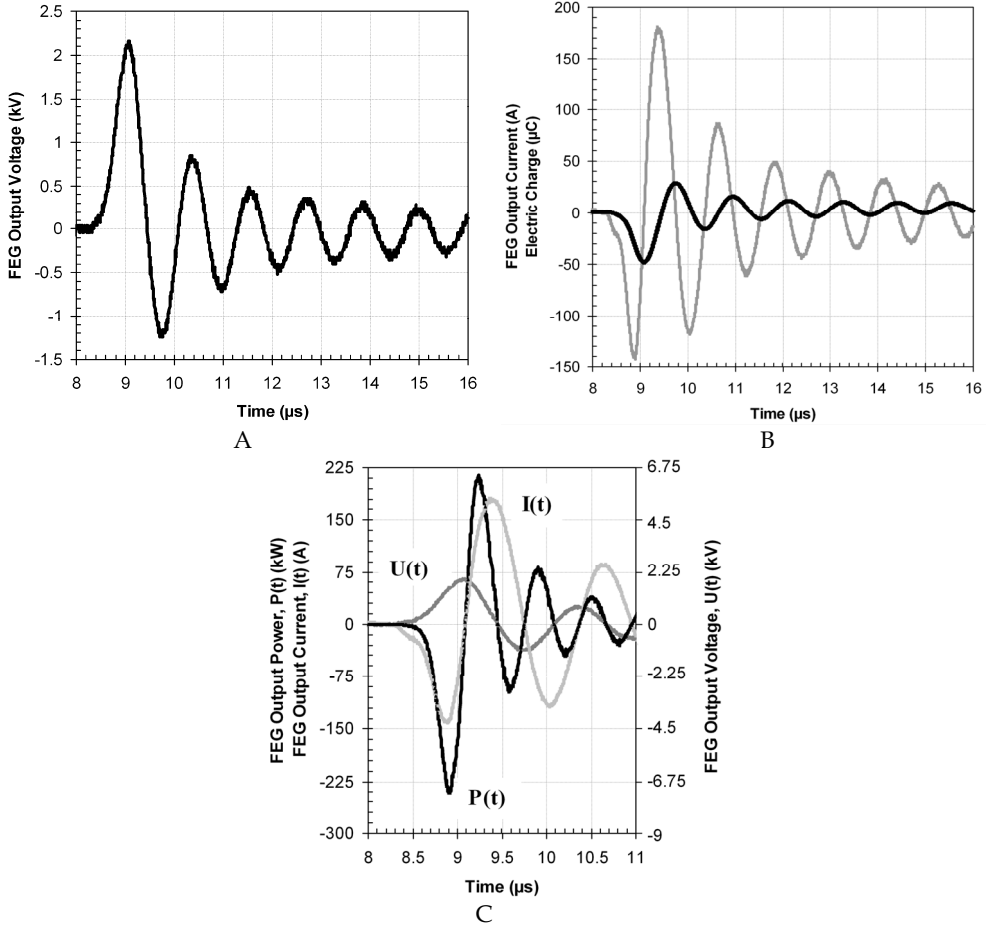 2.5
2
1.5
1
0.5
0
-0.5
-1
-1.5
FEG Output Voltage (kV)
8 9 10 11 12 13 14 15 16
Time (µs)
A
200
150
100
50
0
-50
-100
-150
FEG Output Current (A)
Electric Charge (µC)
8 9 10 11 12 13 14 15 16
Time (µs)
B
225
150
75
0
-75
-150
-225
-300
FEG Output Power, P(t) (kW)
FEG Output Current, I(t) (A)
U(t)
I(t)
P(t)
6.75
4.5
2.25
0
-2.25
-4.5
-6.75
-9
FEG Output Voltage, U(t) (kV)
8 8.5 9 9.5 10 10.5 11
Time (µs)
C